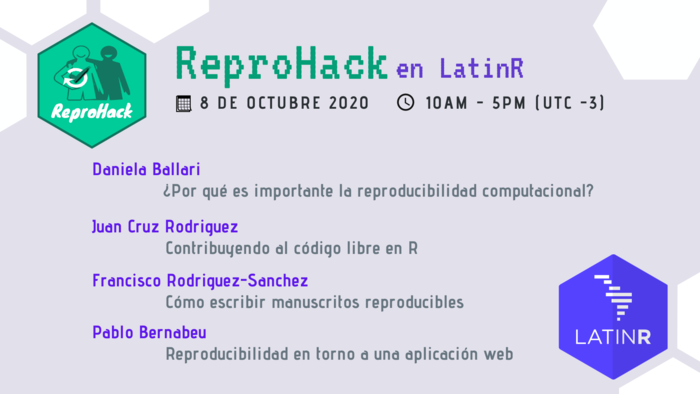 ReproHack
ReproHack en LatinR
8 DE OCTUBRE 2020 10AM - 5PM (UTC -3)
Daniela Ballari
¿Por qué es importante la reproducibilidad computacional?
Juan Cruz Rodriguez
Contribuyendo al código libre en R
Francisco Rodriguez-Sanchez
Cómo escribir manuscritos reproducibles
Pablo Bernabeu
Reproducibilidad en torno a una aplicación web
LATINR